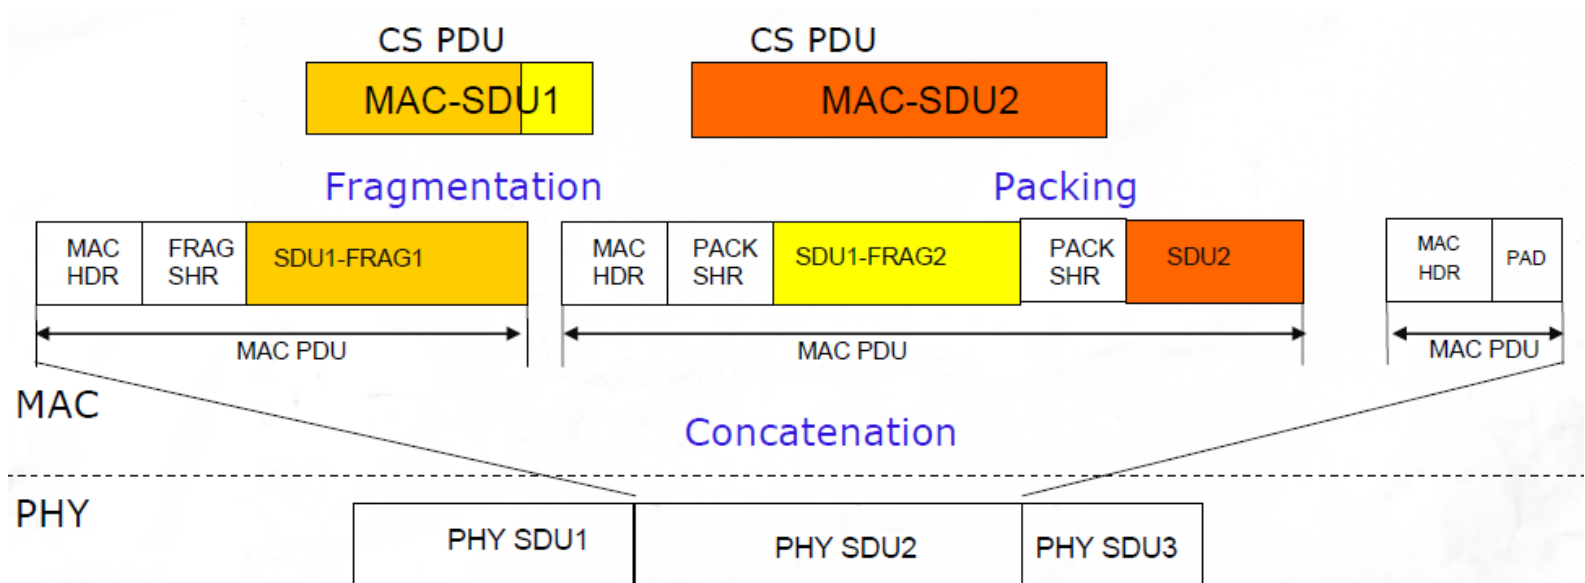 CS PDU
CS PDU
MAC-SDU1
MAC-SDU2
Fragmentation
Packing
MAC
HDR
FRAG
SHR
SDU1-FRAG1
MAC
HDR
PACK
SHR
SDU1-FRAG2
PACK
SHR
SDU2
MAC
HDR
PAD
MAC PDU
MAC PDU
MAC PDU
MAC
Concatenation
PHY
PHY SDU1
PHY SDU2
PHY SDU3